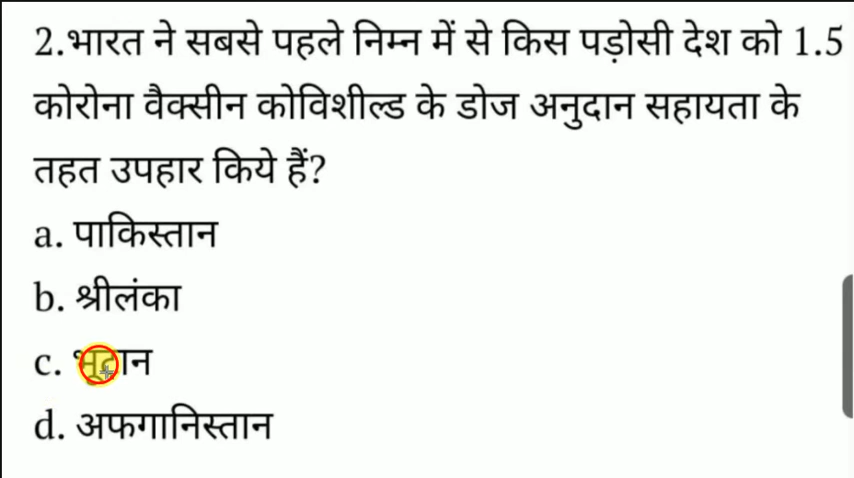 2.भारत ने सबसे पहले निम्न में से किस पड़ोसी देश को 1.5
कोरोना वैक्सीन कोविशील्ड के डोज अनुदान सहायता के
तहत उपहार किये हैं?
a. पाकिस्तान
b. श्रीलंका
c. भूटान
d. अफगानिस्तान